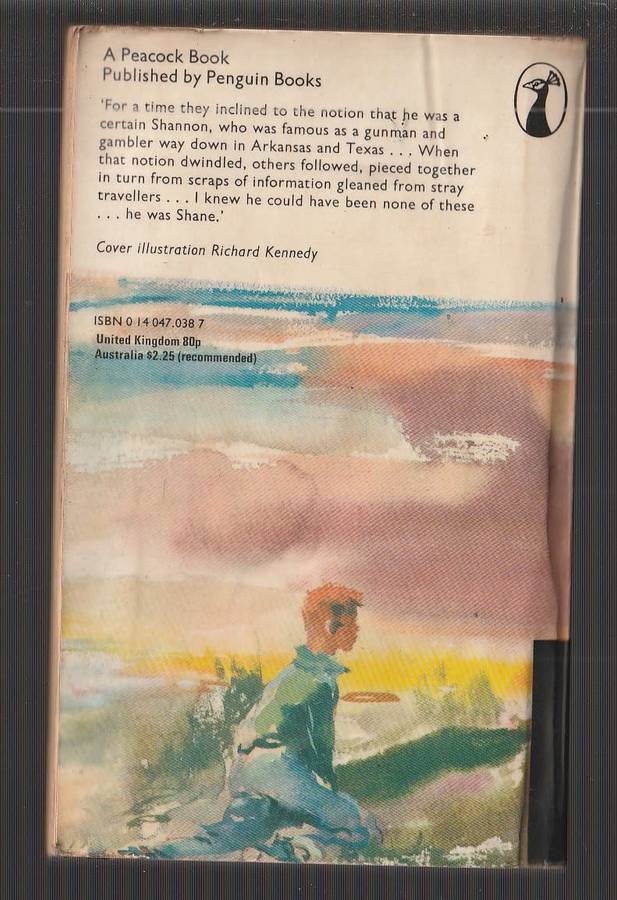 A Peacock Book
Published by Penguin Books
'For a time they inclined to the notion that he was a
certain Shannon, who was famous as a gunman and
gambler way down in Arkansas and Texas . . . When
that notion dwindled, others followed, pieced together
in turn from scraps of information gleaned from stray
travellers . . . I knew he could have been none of these
. . . he was Shane.'
Cover illustration Richard Kennedy
ISBN 0 14 047.038 7
United Kingdom 80p
Australia $2.25 (recommended)